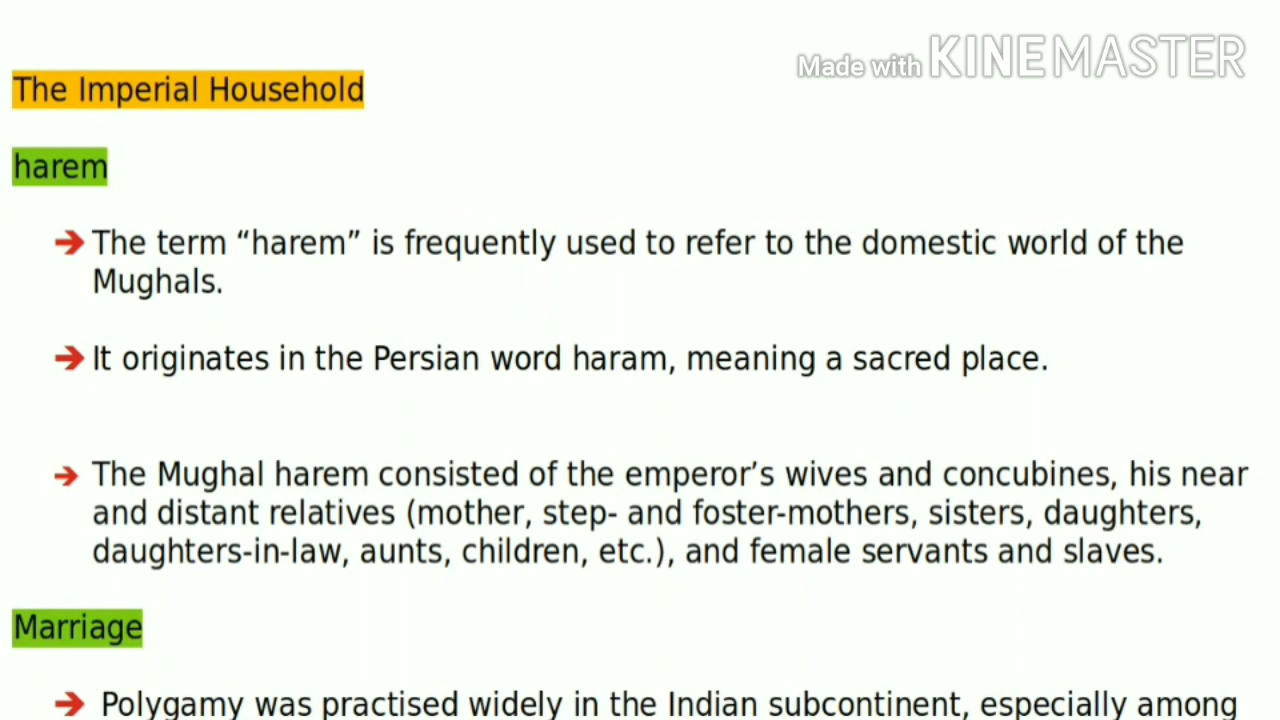 Made with KINEMASTER
The Imperial Household
harem
➔ The term “harem” is frequently used to refer to the domestic world of the
Mughals.
➔ It originates in the Persian word haram, meaning a sacred place.
➔ The Mughal harem consisted of the emperor’s wives and concubines, his near
and distant relatives (mother, step- and foster-mothers, sisters, daughters,
daughters-in-law, aunts, children, etc.), and female servants and slaves.
Marriage
➔ Polygamy was practised widely in the Indian subcontinent, especially among